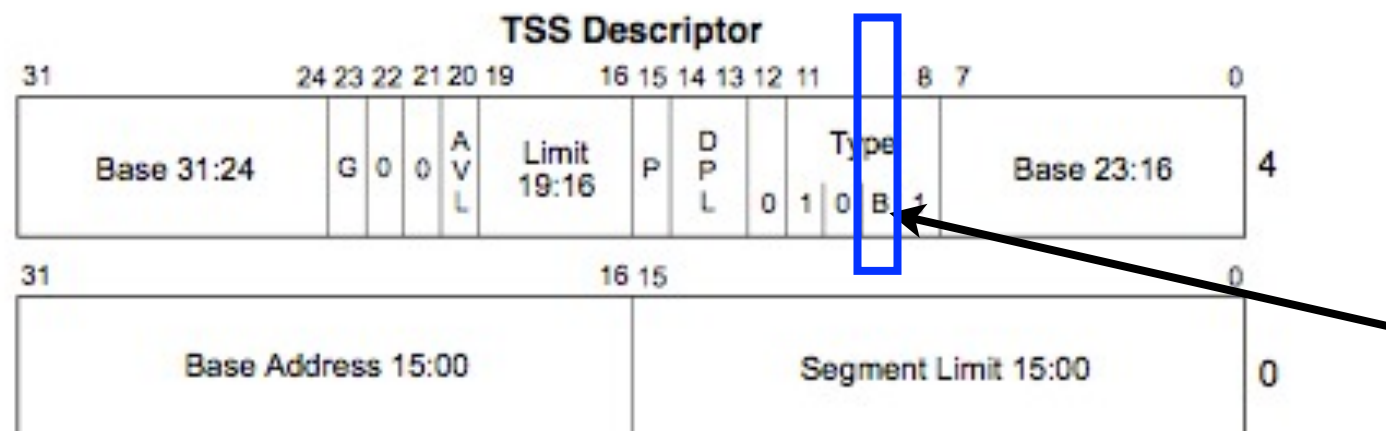 TSS Descriptor
31 24 23 22 21 20 19 16 15 14 13 12 11 8 7 0
Base 31:24 G 0 0 AVL Limit 19:16 P DPL Type Base 23:16 4
0 1 0 B 1
31 16 15 0
Base Address 15:00 Segment Limit 15:00 0